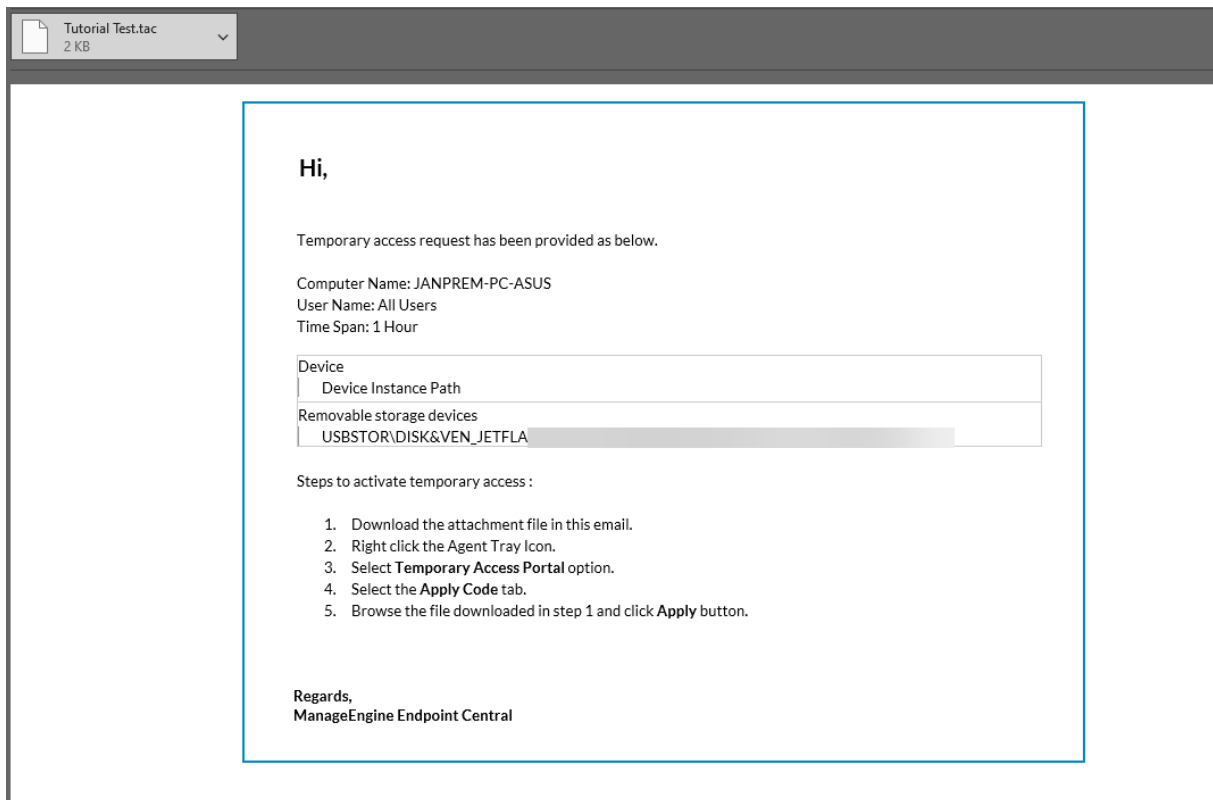 Tutorial Test.tac
2 KB
Hi,
Temporary access request has been provided as below.
Computer Name: JANPREM-PC-ASUS
User Name: All Users
Time Span: 1 Hour
Device
Device Instance Path
Removable storage devices
USBSTOR\DISK&VEN_JETFLA
Steps to activate temporary access :
1. Download the attachment file in this email.
2. Right click the Agent Tray Icon.
3. Select Temporary Access Portal option.
4. Select the Apply Code tab.
5. Browse the file downloaded in step 1 and click Apply button.
Regards,
ManageEngine Endpoint Central